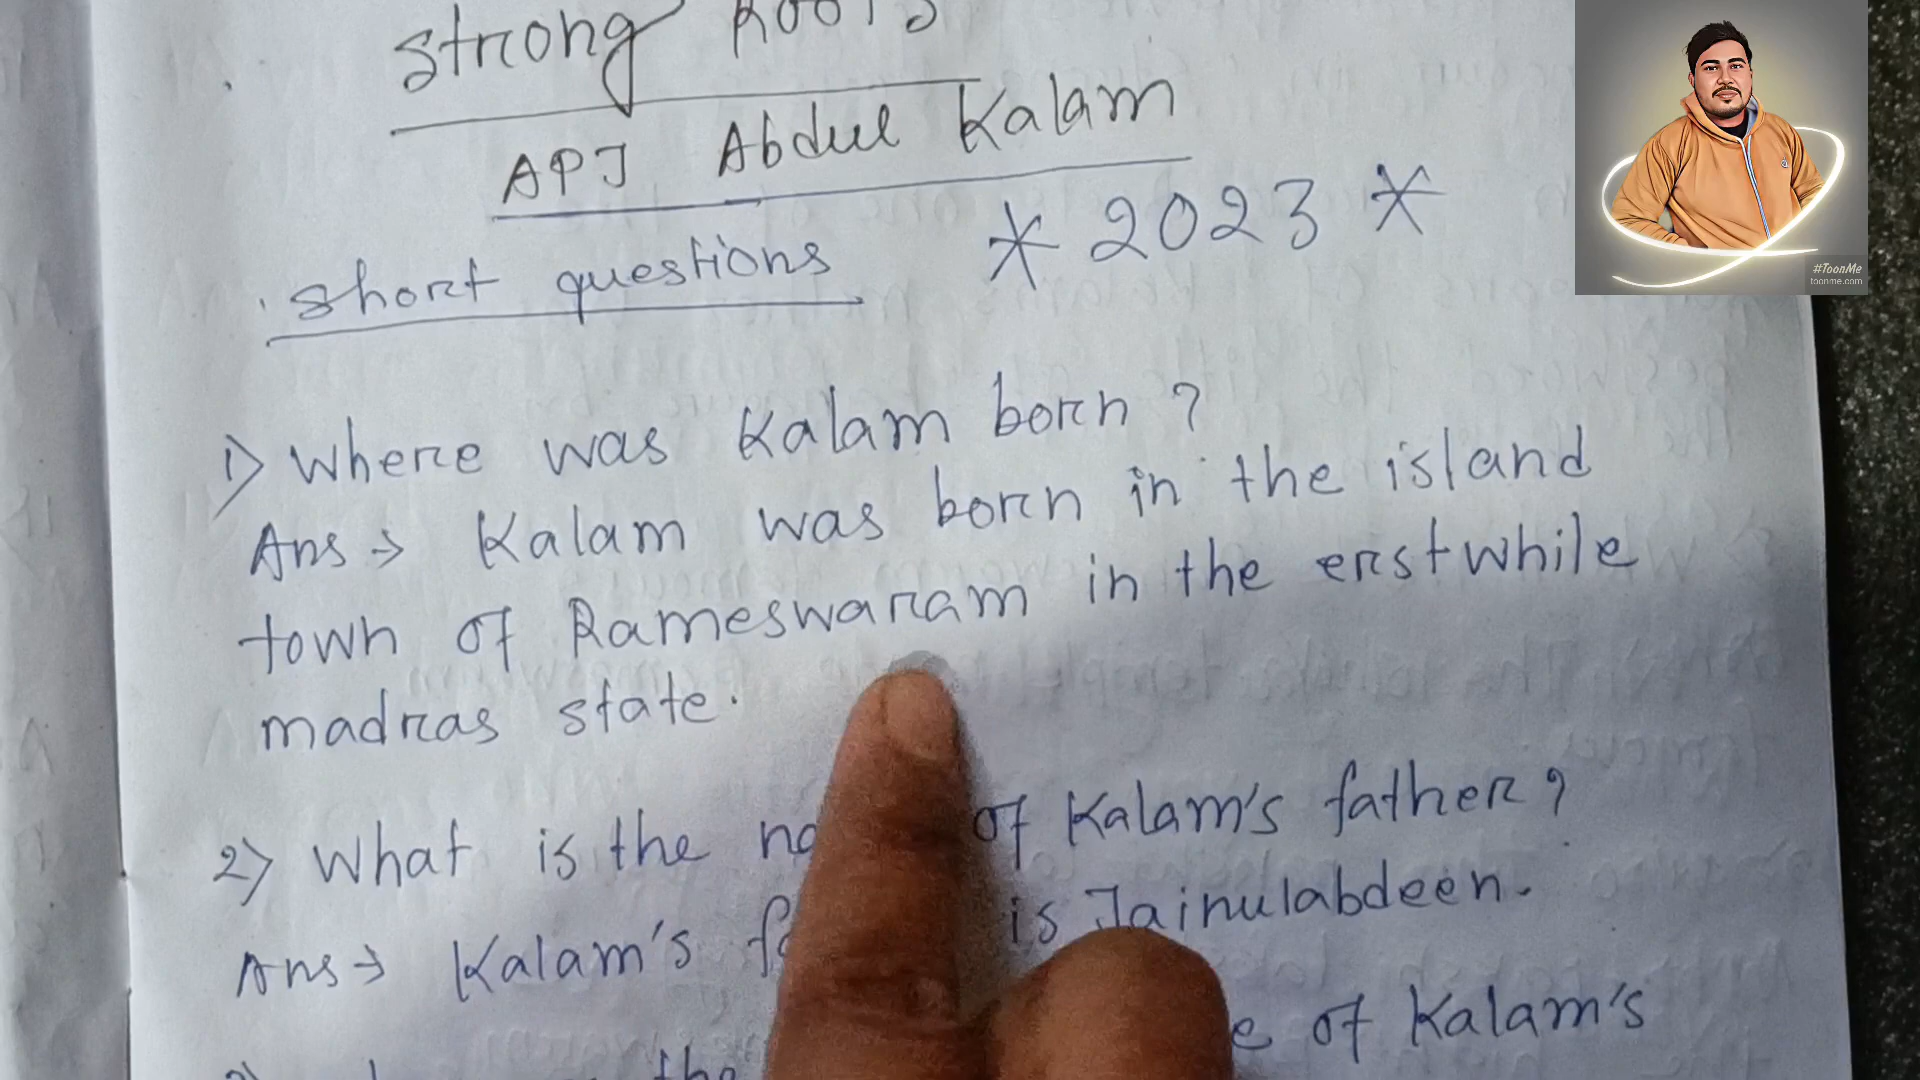 Strong Roots
APJ Abdul Kalam
short questions * 2023 *
1) Where was Kalam born ?
Ans → Kalam was born in the island
town of Rameswaram in the erstwhile
madras state.
2) What is the of Kalam's father ?
Ans → Kalam's is Jainulabdeen.
the of Kalam's
#ToonMe
toonme.com